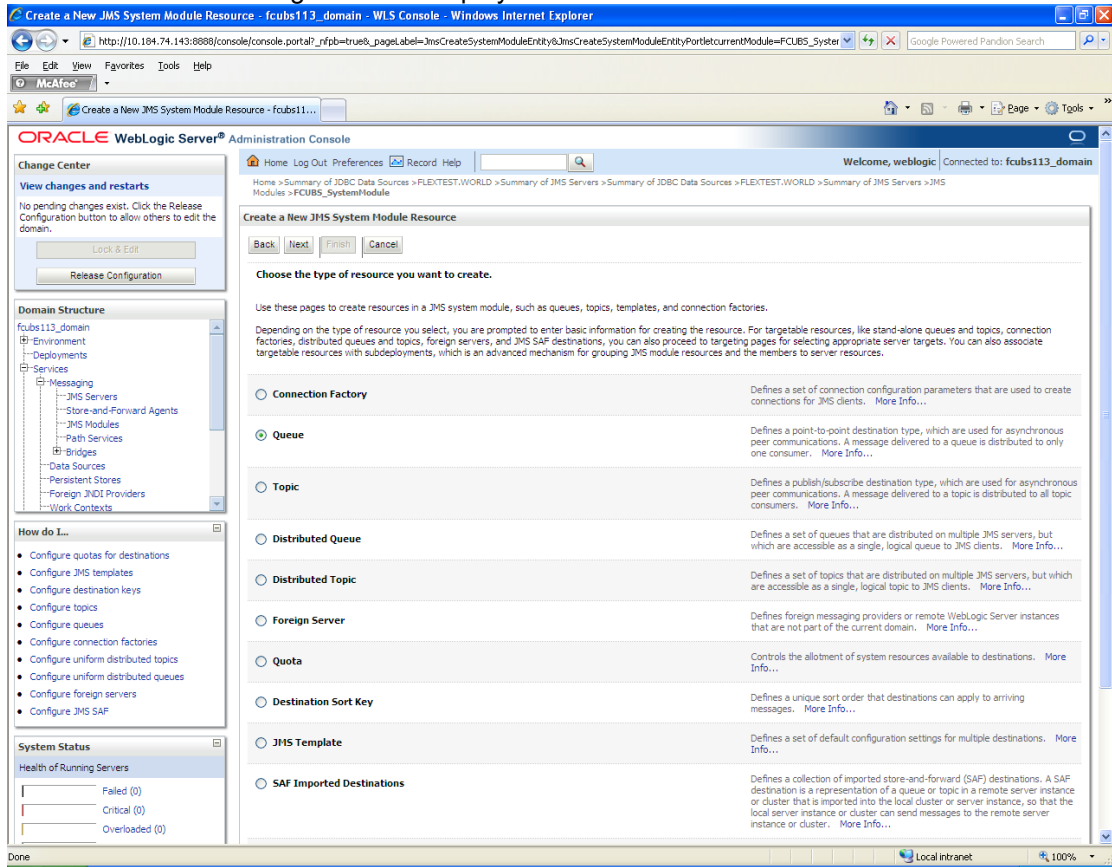 Create a New JMS System Module Resource - fcubs113_domain - WLS Console - Windows Internet Explorer
http://10.184.74.143:8888/console/console.portal?_nfpb=true&_pageLabel=JmsCreateSystemModuleEntity&JmsCreateSystemModuleEntityPortletcurrentModule=FCUBS_Syster
Google Powered Pandion Search
File Edit View Favorites Tools Help
McAfee
Create a New JMS System Module Resource - fcubs11...
Page Tools
ORACLE WebLogic Server® Administration Console
Change Center
View changes and restarts
No pending changes exist. Click the Release
Configuration button to allow others to edit the
domain.
Lock & Edit
Release Configuration
Domain Structure
fcubs113_domain
Environment
Deployments
Services
Messaging
JMS Servers
Store-and-Forward Agents
JMS Modules
Path Services
Bridges
Data Sources
Persistent Stores
Foreign JNDI Providers
Work Contexts
How do I...
Configure quotas for destinations
Configure JMS templates
Configure destination keys
Configure topics
Configure queues
Configure connection factories
Configure uniform distributed topics
Configure uniform distributed queues
Configure foreign servers
Configure JMS SAF
System Status
Health of Running Servers
Failed (0)
Critical (0)
Overloaded (0)
Home Log Out Preferences Record Help
Welcome, weblogic Connected to: fcubs113_domain
Home >Summary of JDBC Data Sources >FLEXTEST.WORLD >Summary of JMS Servers >Summary of JDBC Data Sources >FLEXTEST.WORLD >Summary of JMS Servers >JMS
Modules >FCUBS_SystemModule
Create a New JMS System Module Resource
Back Next Finish Cancel
Choose the type of resource you want to create.
Use these pages to create resources in a JMS system module, such as queues, topics, templates, and connection factories.
Depending on the type of resource you select, you are prompted to enter basic information for creating the resource. For targetable resources, like stand-alone queues and topics, connection
factories, distributed queues and topics, foreign servers, and JMS SAF destinations, you can also proceed to targeting pages for selecting appropriate server targets. You can also associate
targetable resources with subdeployments, which is an advanced mechanism for grouping JMS module resources and the members to server resources.
Connection Factory
Defines a set of connection configuration parameters that are used to create
connections for JMS clients. More Info...
Queue
Defines a point-to-point destination type, which are used for asynchronous
peer communications. A message delivered to a queue is distributed to only
one consumer. More Info...
Topic
Defines a publish/subscribe destination type, which are used for asynchronous
peer communications. A message delivered to a topic is distributed to all topic
consumers. More Info...
Distributed Queue
Defines a set of queues that are distributed on multiple JMS servers, but
which are accessible as a single, logical queue to JMS clients. More Info...
Distributed Topic
Defines a set of topics that are distributed on multiple JMS servers, but which
are accessible as a single, logical topic to JMS clients. More Info...
Foreign Server
Defines foreign messaging providers or remote WebLogic Server instances
that are not part of the current domain. More Info...
Quota
Controls the allotment of system resources available to destinations. More
Info...
Destination Sort Key
Defines a unique sort order that destinations can apply to arriving
messages. More Info...
JMS Template
Defines a set of default configuration settings for multiple destinations. More
Info...
SAF Imported Destinations
Defines a collection of imported store-and-forward (SAF) destinations. A SAF
destination is a representation of a queue or topic in a remote server instance
or cluster that is imported into the local cluster or server instance, so that the
local server instance or cluster can send messages to the remote server
instance or cluster. More Info...
Done
Local intranet
100%